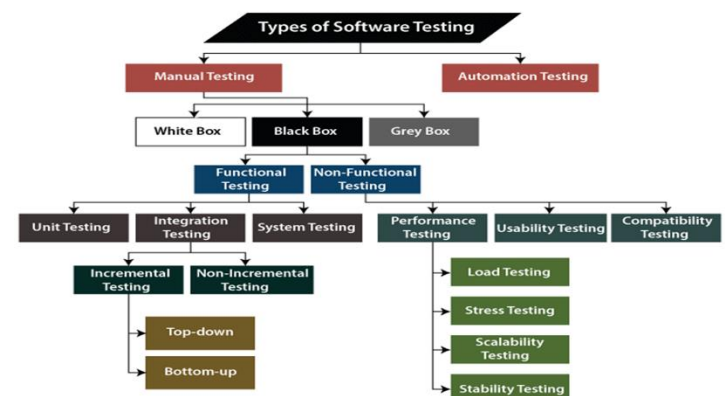 Types of Software Testing
Manual Testing
Automation Testing
White Box
Black Box
Grey Box
Functional
Testing
Non-Functional
Testing
Unit Testing
Integration
Testing
System Testing
Performance
Testing
Usability Testing
Compatibility
Testing
Incremental
Testing
Non-Incremental
Testing
Load Testing
Stress Testing
Scalability
Testing
Stability Testing
Top-down
Bottom-up